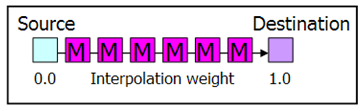 Source Destination
M M M M M M
0.0 Interpolation weight 1.0